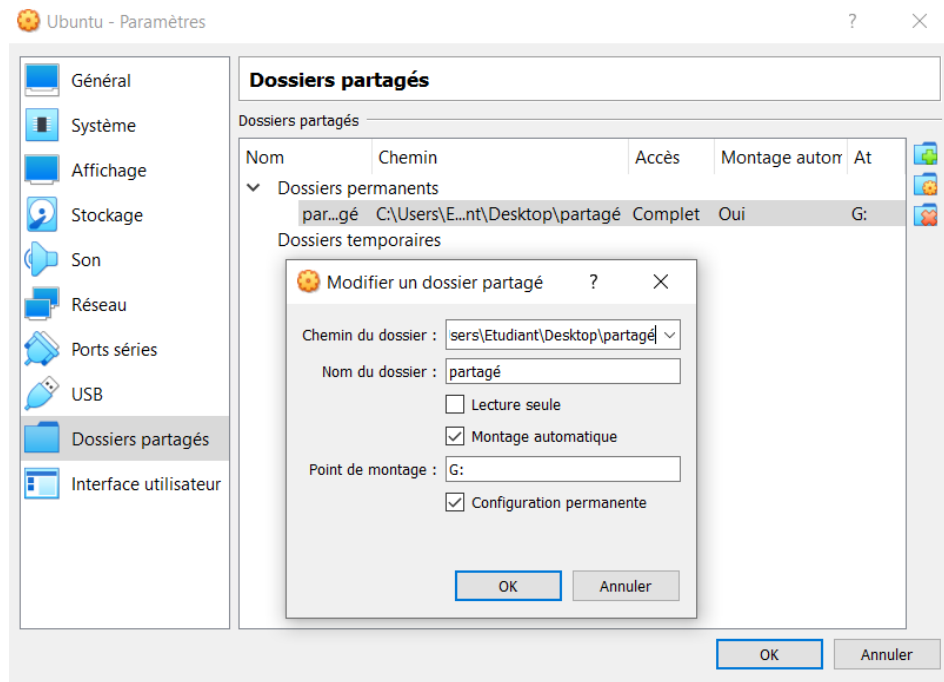 Ubuntu - Paramètres ?
Général
Système
Affichage
Stockage
Son
Réseau
Ports séries
USB
Dossiers partagés
Interface utilisateur
Dossiers partagés
Dossiers partagés
Nom Chemin Accès Montage autom At
Dossiers permanents
par...gé C:\Users\E...nt\Desktop\partagé Complet Oui G:
Dossiers temporaires
Modifier un dossier partagé ?
Chemin du dossier : sers\Etudiant\Desktop\partagé
Nom du dossier : partagé
Lecture seule
Montage automatique
Point de montage : G:
Configuration permanente
OK Annuler
OK Annuler